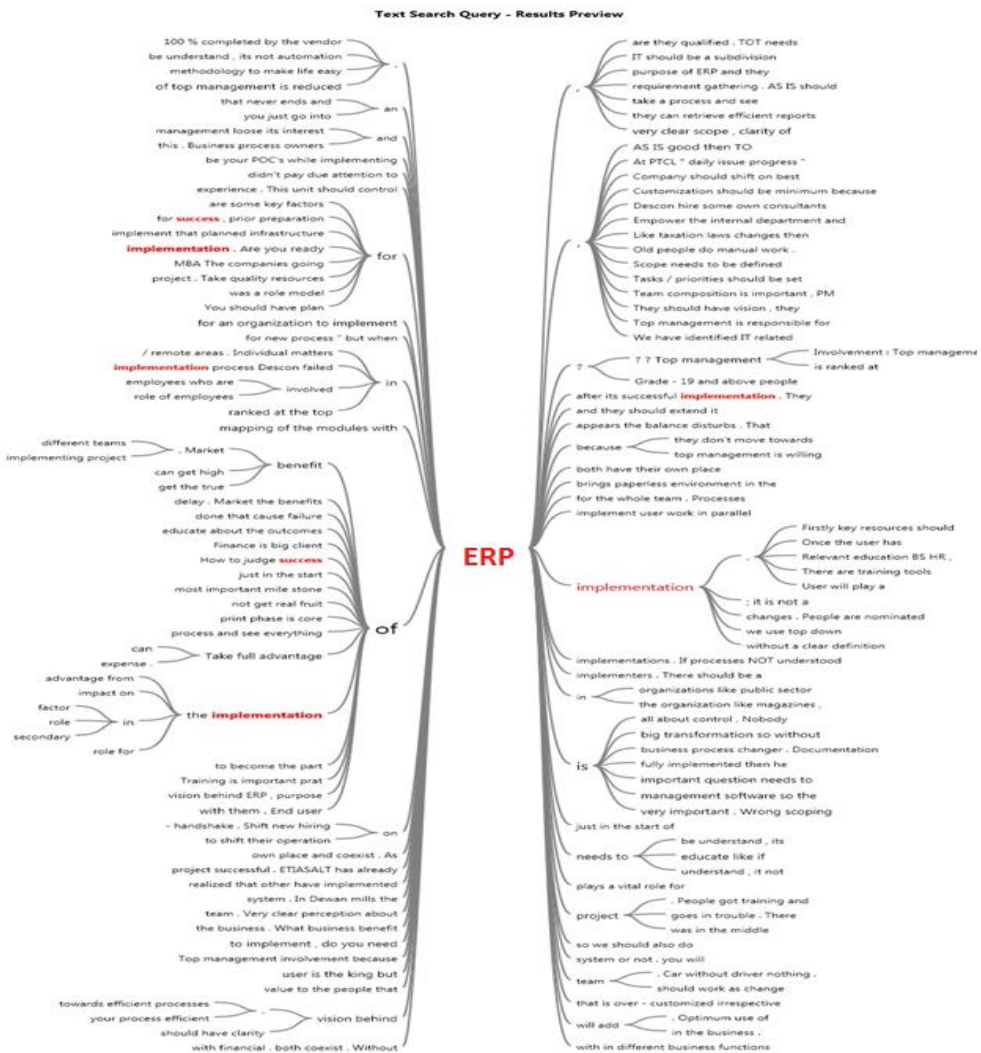 Text Search Query - Results Preview
100 % completed by the vendor
be understand , its not automation
methodology to make life easy
of top management is reduced
.
that never ends and
you just go into
an
management loose its interest
this . Business process owners
and
be your POC's while implementing
didn't pay due attention to
experience . This unit should control
are some key factors
for success , prior preparation
implement that planned infrastructure
implementation . Are you ready
MBA The companies going
project . Take quality resources
was a role model
You should have plan
for
for an organization to implement
for new process " but when
/ remote areas . Individual matters
implementation process Descon failed
employees who are
role of employees
involved
ranked at the top
in
mapping of the modules with
different teams
implementing project
. Market
can get high
get the true
benefit
delay . Market the benefits
done that cause failure
educate about the outcomes
Finance is big client
How to judge success
just in the start
most important mile stone
not get real fruit
print phase is core
process and see everything
can
expense .
Take full advantage
advantage from
impact on
factor
role
secondary
in
role for
the implementation
to become the part
Training is important prat
vision behind ERP , purpose
with them . End user
of
- handshake . Shift new hiring
to shift their operation
on
own place and coexist . As
project successful . ETIASALT has already
realized that other have implemented
system . In Dewan mills the
team . Very clear perception about
the business . What business benefit
to implement , do you need
Top management involvement because
user is the king but
value to the people that
towards efficient processes
your process efficient
.
should have clarity
vision behind
with financial . both coexist . Without
ERP
,
are they qualified . TOT needs
IT should be a subdivision
purpose of ERP and they
requirement gathering . AS IS should
take a process and see
they can retrieve efficient reports
very clear scope , clarity of
.
AS IS good then TO
At PTCL " daily issue progress "
Company should shift on best
Customization should be minimum because
Descon hire some own consultants
Empower the internal department and
Like taxation laws changes then
Old people do manual work .
Scope needs to be defined
Tasks / priorities should be set
Team composition is important , PM
They should have vision , they
Top management is responsible for
We have identified IT related
?
? ? Top management
Involvement : Top manageme
is ranked at
Grade - 19 and above people
after its successful implementation . They
and they should extend it
appears the balance disturbs . That
because
they don't move towards
top management is willing
both have their own place
brings paperless environment in the
for the whole team . Processes
implement user work in parallel
implementation
.
Firstly key resources should
Once the user has
Relevant education BS HR ,
There are training tools
User will play a
; it is not a
changes . People are nominated
we use top down
without a clear definition
implementations . If processes NOT understood
implementers . There should be a
in
organizations like public sector
the organization like magazines ,
is
all about control , Nobody
big transformation so without
business process changer . Documentation
fully implemented then he
important question needs to
management software so the
very important . Wrong scoping
just in the start of
needs to
be understand , its
educate like if
understand , it not
plays a vital role for
project
. People got training and
goes in trouble . There
was in the middle
so we should also do
system or not . you will
team
. Car without driver nothing .
should work as change
that is over - customized irrespective
will add
. Optimum use of
in the business .
with in different business functions